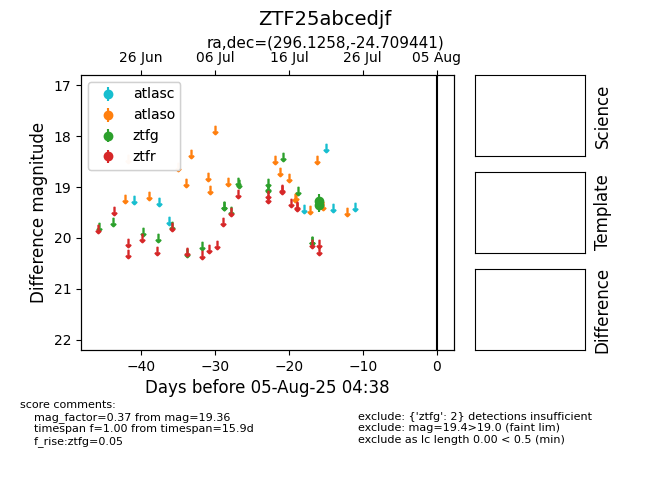 ZTF25abcedjf
ra,dec=(296.1258,-24.709441)
26 Jun 06 Jul 16 Jul 26 Jul 05 Aug
17
18
19
20
21
22
Difference magnitude
atlasc
atlaso
ztfg
ztfr
−40 −30 −20 −10 0
Days before 05-Aug-25 04:38
Science
Template
Difference
score comments:
mag_factor=0.37 from mag=19.36
timespan f=1.00 from timespan=15.9d
f_rise:ztfg=0.05
exclude: {'ztfg': 2} detections insufficient
exclude: mag=19.4>19.0 (faint lim)
exclude as lc length 0.00 < 0.5 (min)